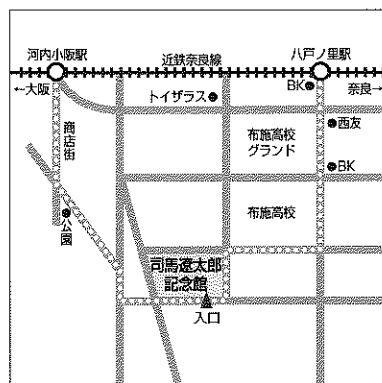 河内小阪駅
近鉄奈良線
八戸ノ里駅
←大阪
BK
奈良→
トイザラス
商店街
布施高校
グランド
西友
BK
公園
布施高校
司馬遼太郎
記念館
入口